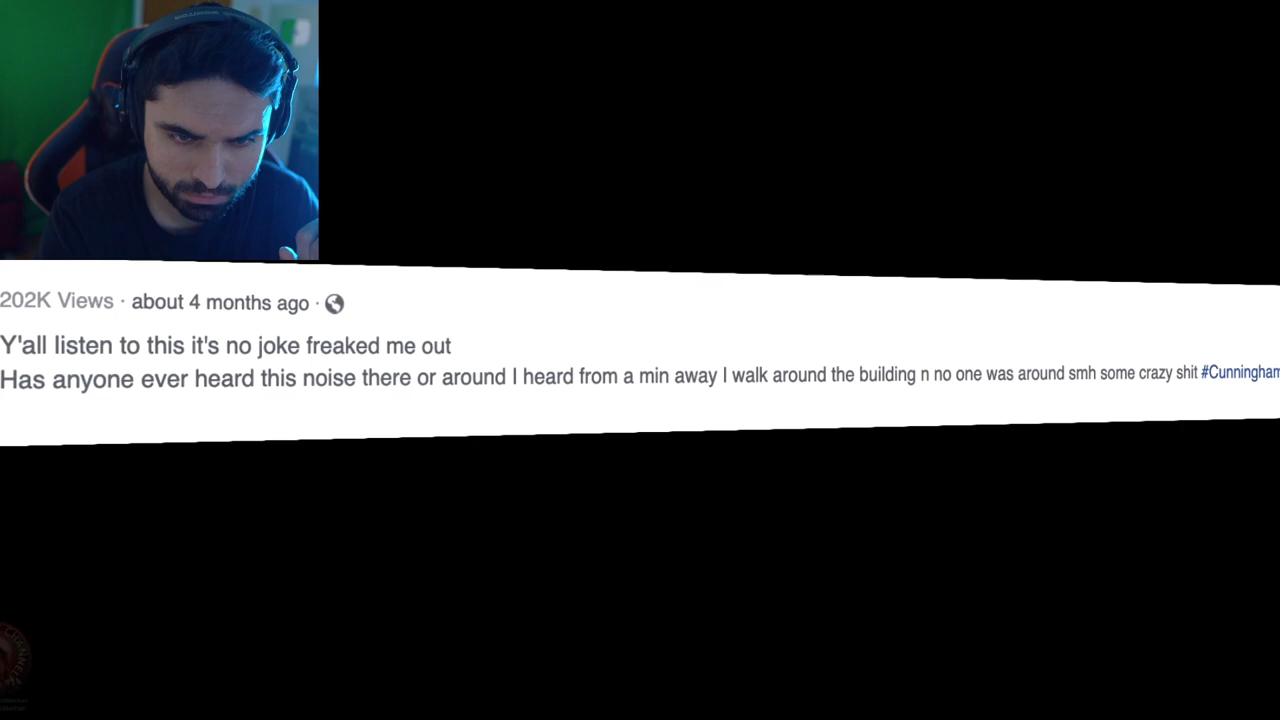 202K Views · about 4 months ago ·
Y'all listen to this it's no joke freaked me out
Has anyone ever heard this noise there or around I heard from a min away I walk around the building n no one was around smh some crazy shit #Cunningham
CHANNEL